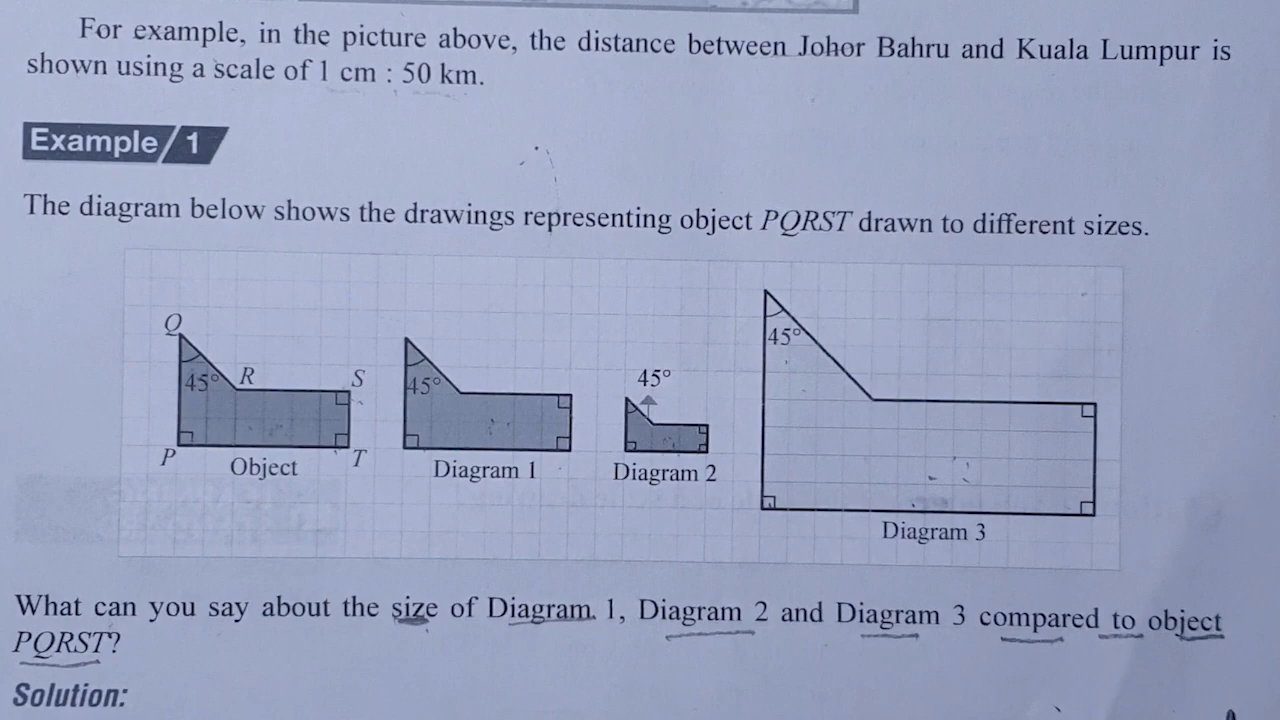 For example, in the picture above, the distance between Johor Bahru and Kuala Lumpur is
shown using a scale of 1 cm : 50 km.
Example 1
The diagram below shows the drawings representing object PQRST drawn to different sizes.
Q
45° R S
P T
Object
45°
Diagram 1
45°
Diagram 2
45°
Diagram 3
What can you say about the size of Diagram 1, Diagram 2 and Diagram 3 compared to object
PQRST?
Solution: